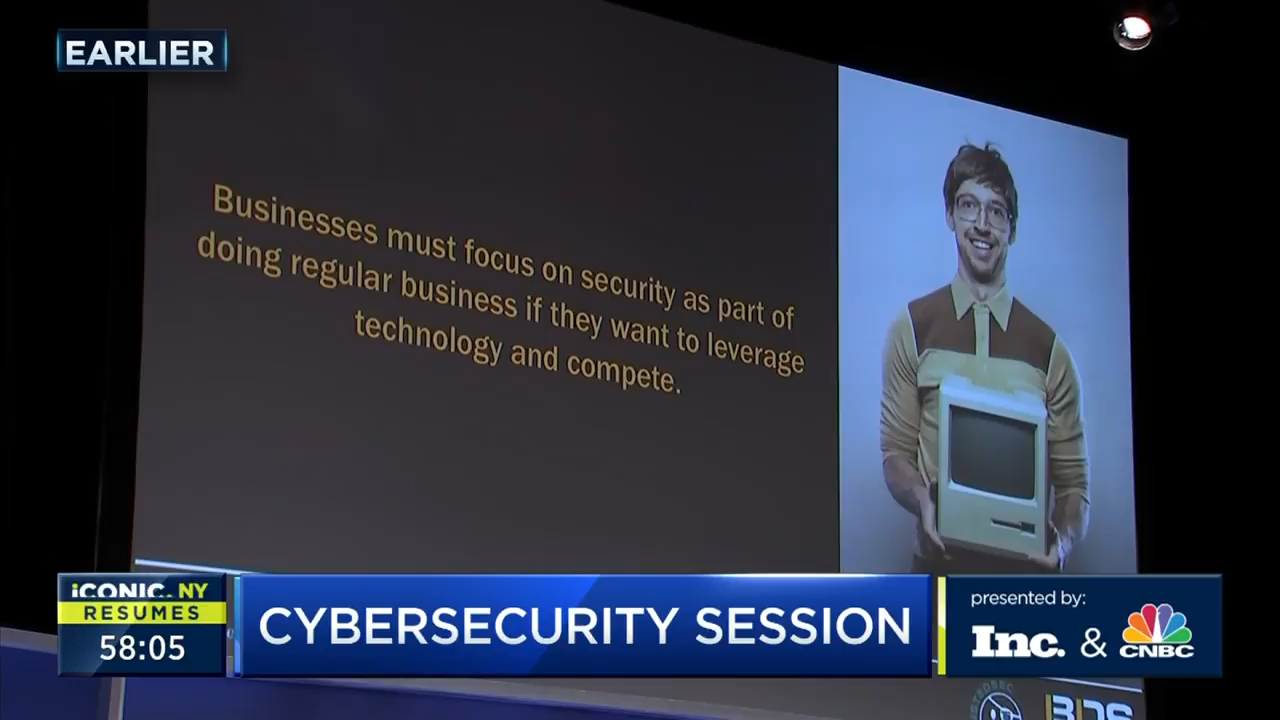 EARLIER
Businesses must focus on security as part of
doing regular business if they want to leverage
technology and compete.
iCONIC.NY
RESUMES
58:05
CYBERSECURITY SESSION
presented by:
Inc. & CNBC